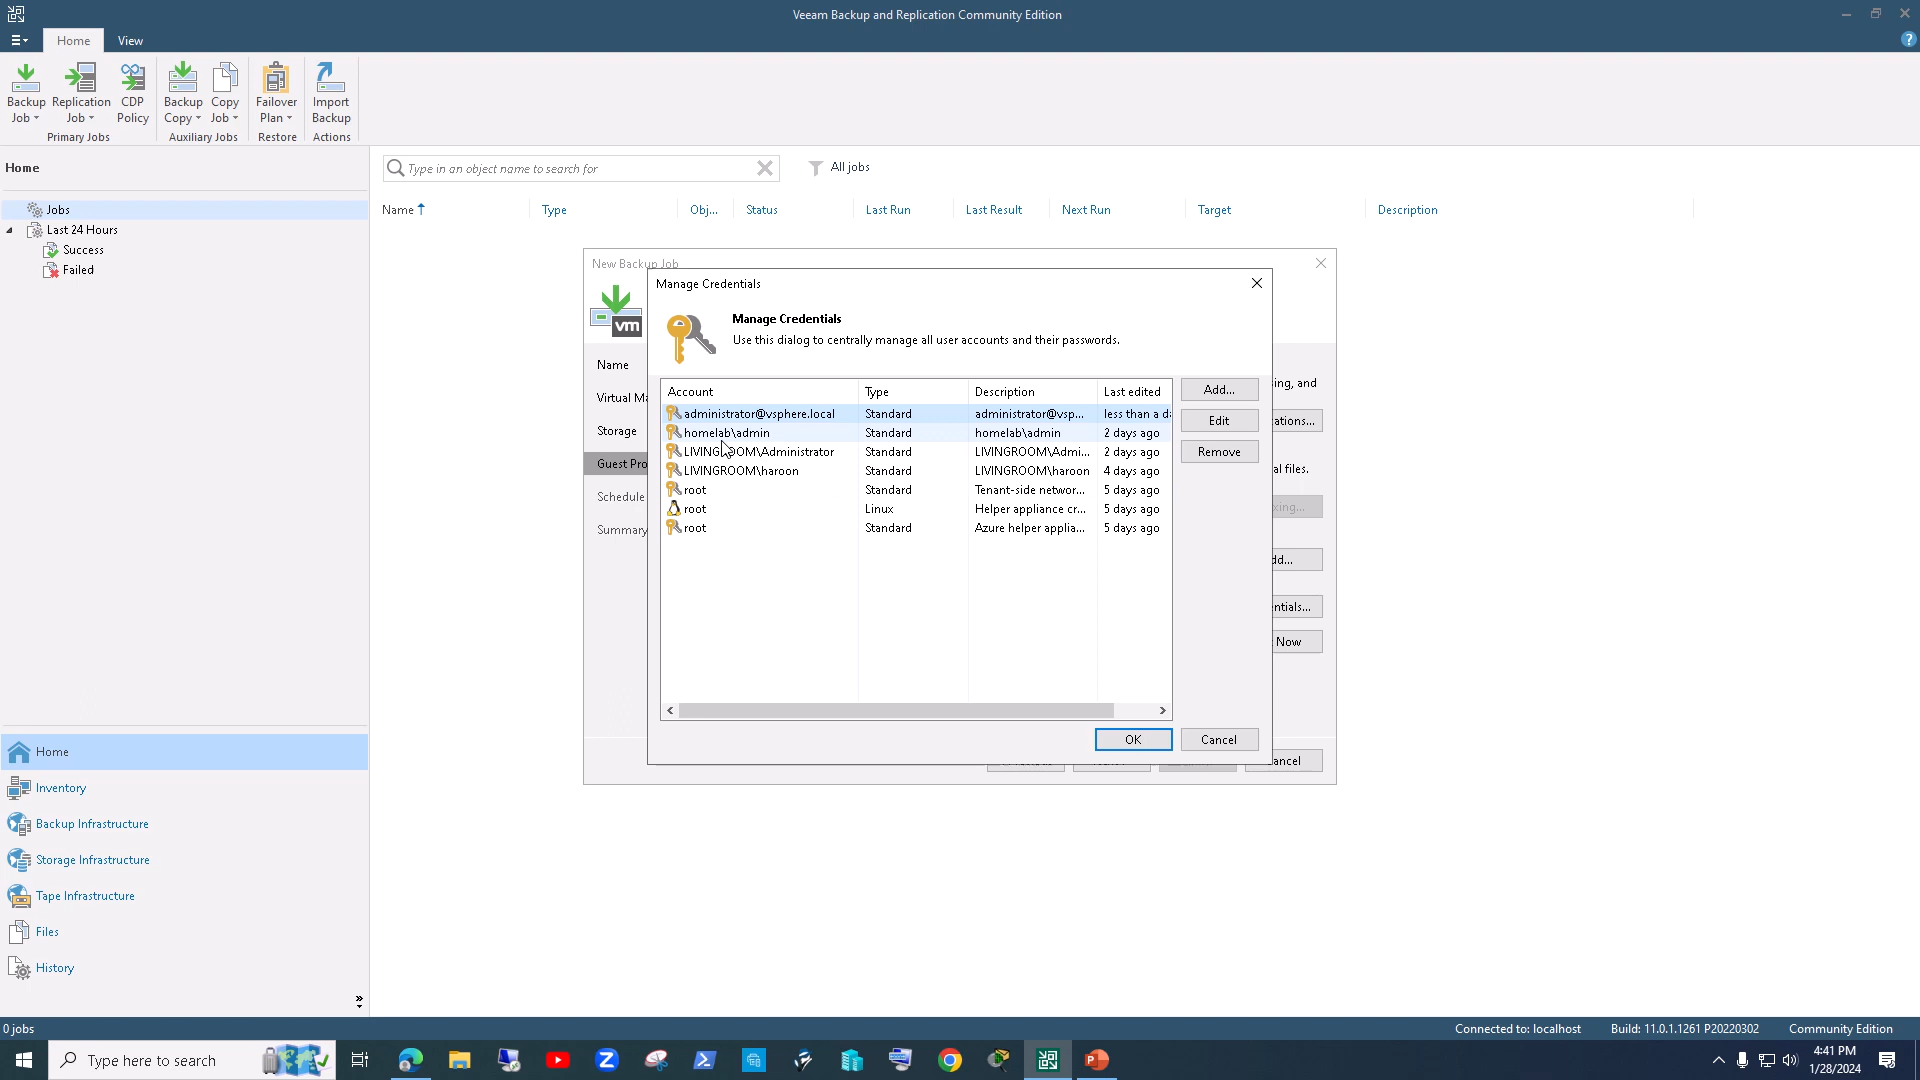 Veeam Backup and Replication Community Edition
Home
View
Backup Job
Replication Job
CDP Policy
Primary Jobs
Backup Copy
Copy Job
Auxiliary Jobs
Failover Plan
Restore
Import Backup
Actions
Home
Type in an object name to search for
All jobs
Jobs
Last 24 Hours
Success
Failed
Name
Type
Obj...
Status
Last Run
Last Result
Next Run
Target
Description
New Backup Job
vm
Name
Virtual Ma
Storage
Guest Pro
Schedule
Summary
Manage Credentials
Manage Credentials
Use this dialog to centrally manage all user accounts and their passwords.
Account Type Description Last edited
administrator@vsphere.local Standard administrator@vsp... less than a da
homelab\admin Standard homelab\admin 2 days ago
LIVINGROOM\Administrator Standard LIVINGROOM\Admi... 2 days ago
LIVINGROOM\haroon Standard LIVINGROOM\haroon 4 days ago
root Standard Tenant-side networ... 5 days ago
root Linux Helper appliance cr... 5 days ago
root Standard Azure helper applia... 5 days ago
Add...
Edit
Remove
OK
Cancel
ing, and
ations...
al files.
xing...
dd...
ntials...
Now
ancel
Home
Inventory
Backup Infrastructure
Storage Infrastructure
Tape Infrastructure
Files
History
0 jobs
Connected to: localhost
Build: 11.0.1.1261 P20220302
Community Edition
Type here to search
4:41 PM
1/28/2024